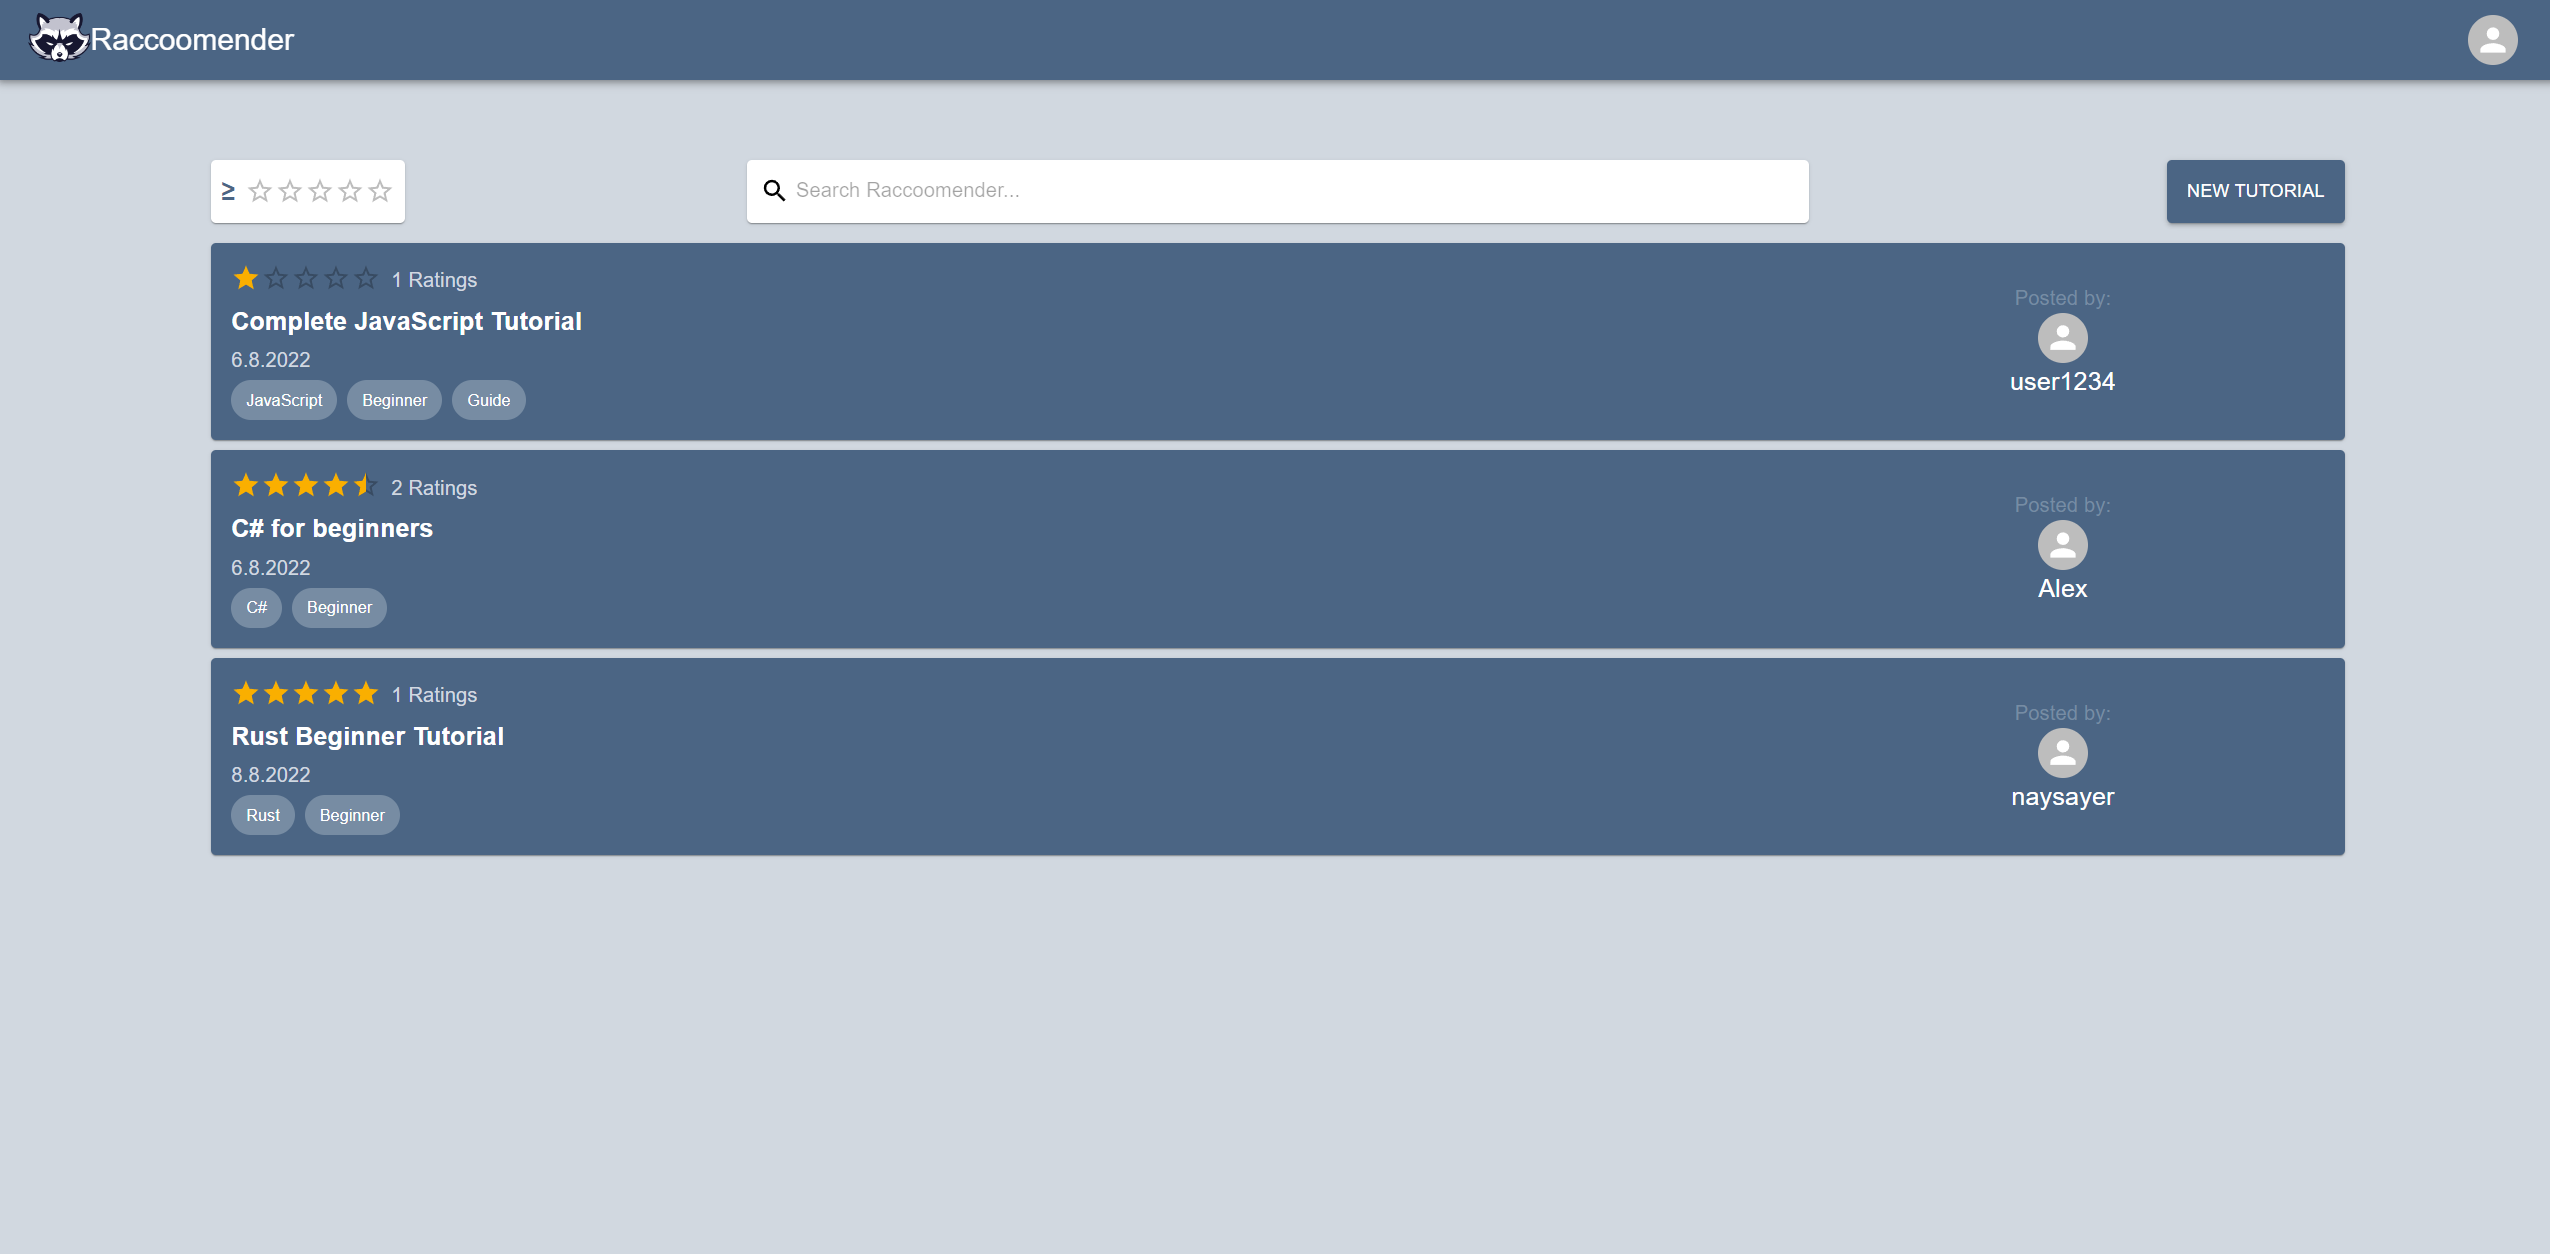 Raccoomender
≥
Search Raccoomender...
NEW TUTORIAL
1 Ratings
Complete JavaScript Tutorial
6.8.2022
JavaScript Beginner Guide
Posted by:
user1234
2 Ratings
C# for beginners
6.8.2022
C# Beginner
Posted by:
Alex
1 Ratings
Rust Beginner Tutorial
8.8.2022
Rust Beginner
Posted by:
naysayer